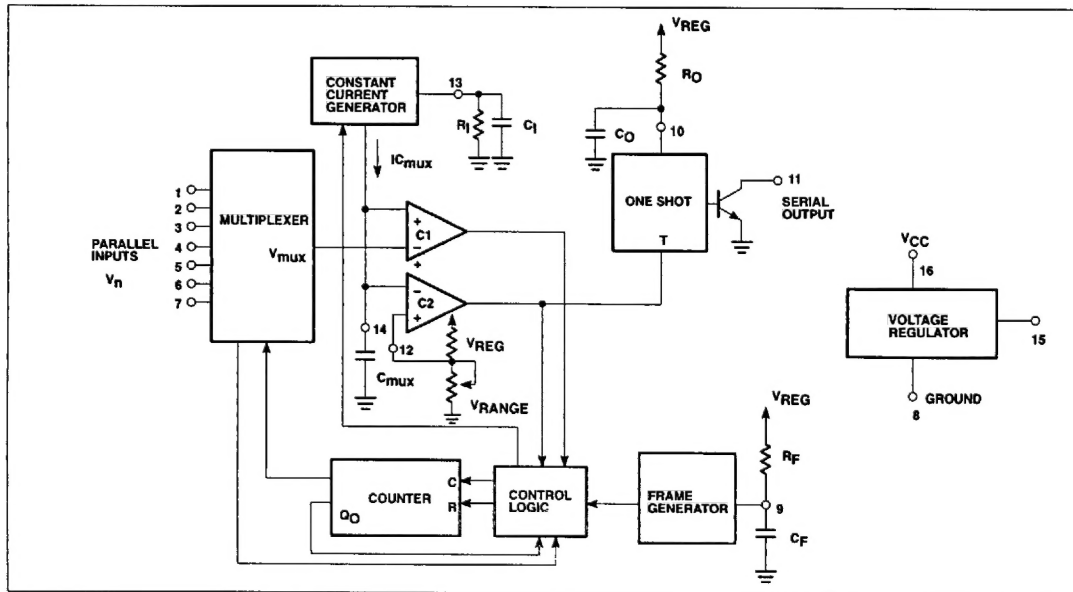 VREG
RO
CONSTANT
CURRENT
GENERATOR
13
RI
CI
CO
10
ICmux
ONE SHOT
T
11
SERIAL
OUTPUT
MULTIPLEXER
Vmux
PARALLEL
INPUTS
Vn
1
2
3
4
5
6
7
+
C1
−
+
−
C2
+
14
12
Cmux
VREG
VRANGE
VCC
16
VOLTAGE
REGULATOR
15
8
GROUND
VREG
RF
9
CF
COUNTER
C
R
QO
CONTROL
LOGIC
FRAME
GENERATOR